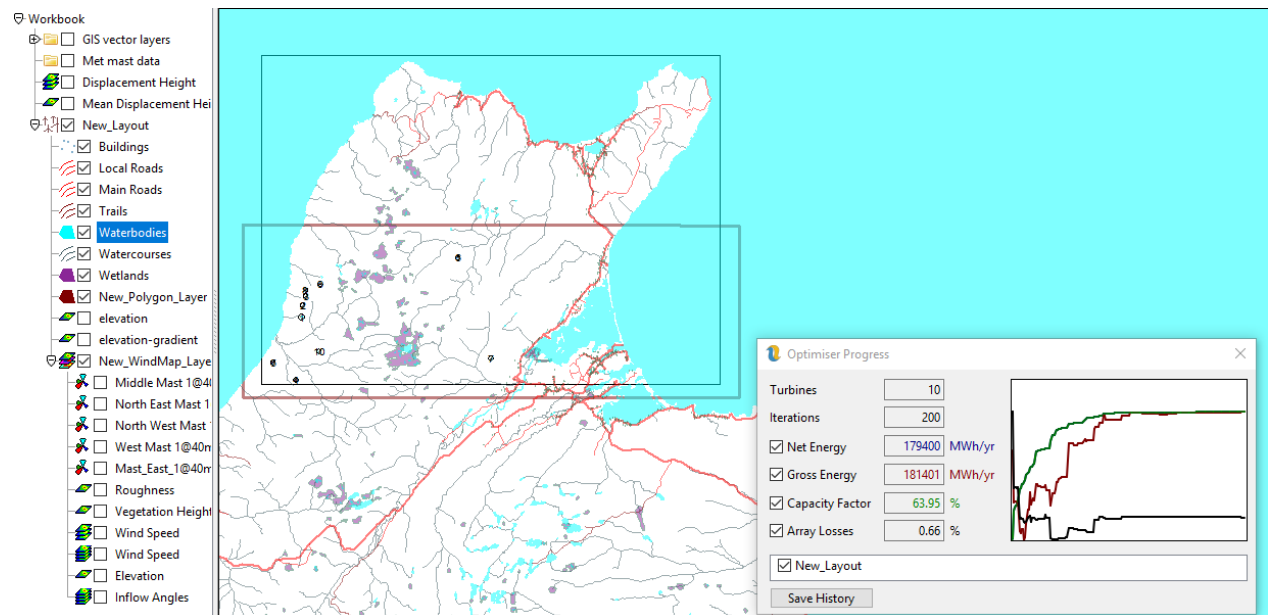 Workbook
GIS vector layers
Met mast data
Displacement Height
Mean Displacement Hei
New_Layout
Buildings
Local Roads
Main Roads
Trails
Waterbodies
Watercourses
Wetlands
New_Polygon_Layer
elevation
elevation-gradient
New_WindMap_Laye
Middle Mast 1@40
North East Mast 1
North West Mast
West Mast 1@40m
Mast_East_1@40m
Roughness
Vegetation Height
Wind Speed
Wind Speed
Elevation
Inflow Angles
Optimiser Progress
Turbines 10
Iterations 200
Net Energy 179400 MWh/yr
Gross Energy 181401 MWh/yr
Capacity Factor 63.95 %
Array Losses 0.66 %
New_Layout
Save History